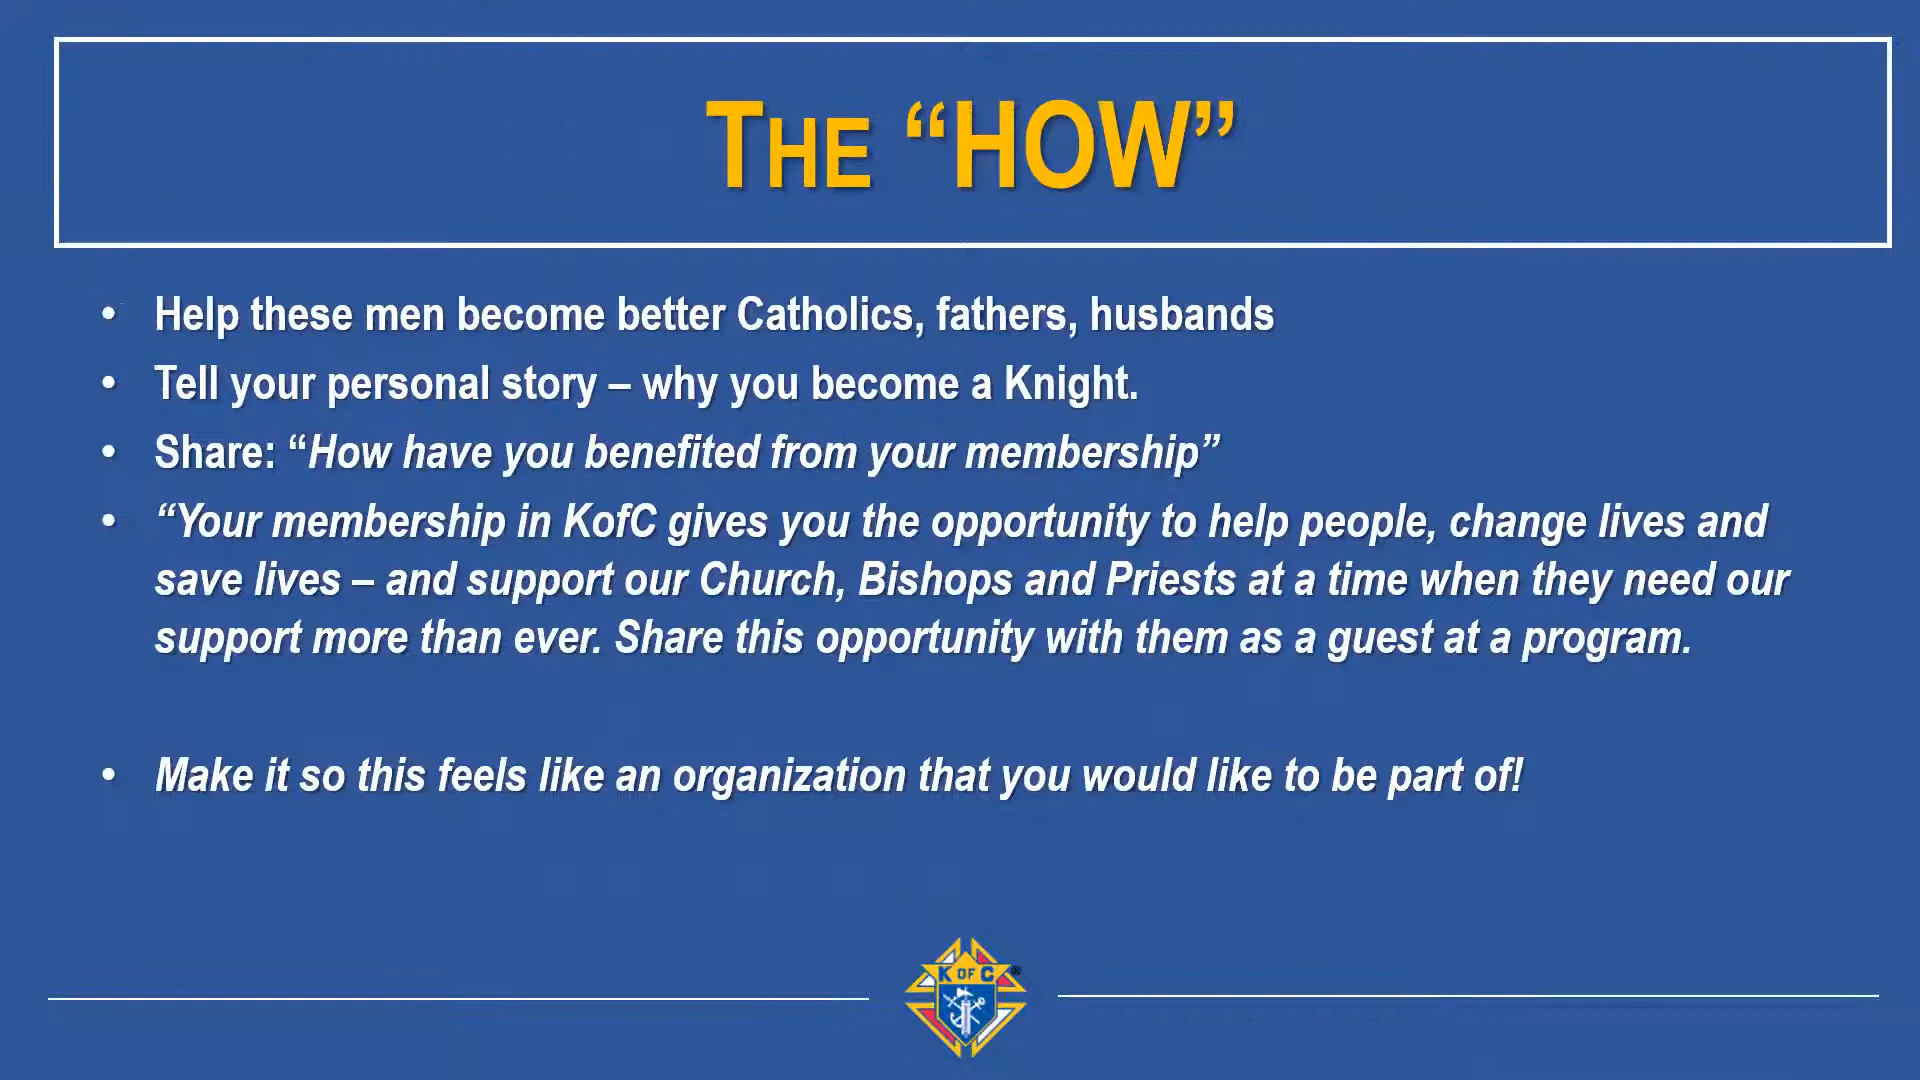 THE “HOW”
• Help these men become better Catholics, fathers, husbands
• Tell your personal story – why you become a Knight.
• Share: “How have you benefited from your membership”
• “Your membership in KofC gives you the opportunity to help people, change lives and
save lives – and support our Church, Bishops and Priests at a time when they need our
support more than ever. Share this opportunity with them as a guest at a program.
• Make it so this feels like an organization that you would like to be part of!
K OF C ®